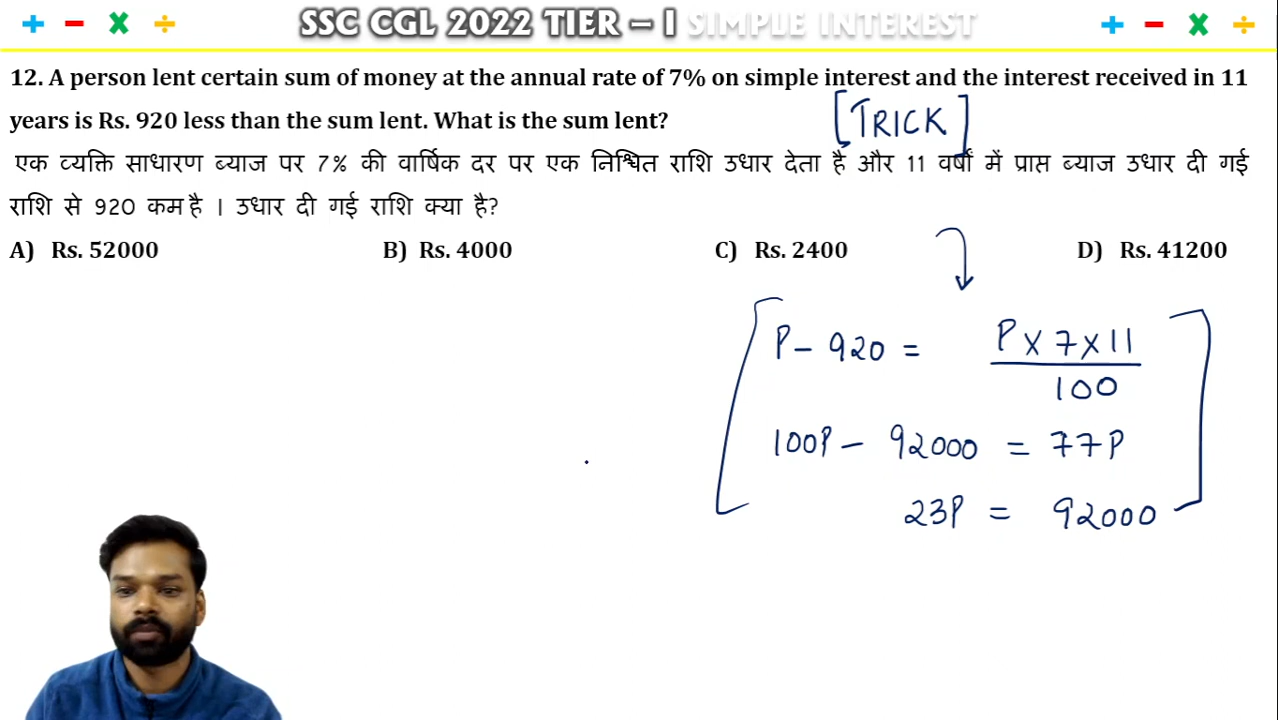 + - × ÷ SSC CGL 2022 TIER – I SIMPLE INTEREST + - × ÷
12. A person lent certain sum of money at the annual rate of 7% on simple interest and the interest received in 11
years is Rs. 920 less than the sum lent. What is the sum lent?
[TRICK]
एक व्यक्ति साधारण ब्याज पर 7% की वार्षिक दर पर एक निश्चित राशि उधार देता है और 11 वर्षों में प्राप्त ब्याज उधार दी गई
राशि से 920 कम है । उधार दी गई राशि क्या है?
A) Rs. 52000 B) Rs. 4000 C) Rs. 2400 D) Rs. 41200
P - 920 = P × 7 × 11
100
100P - 92000 = 77P
23P = 92000